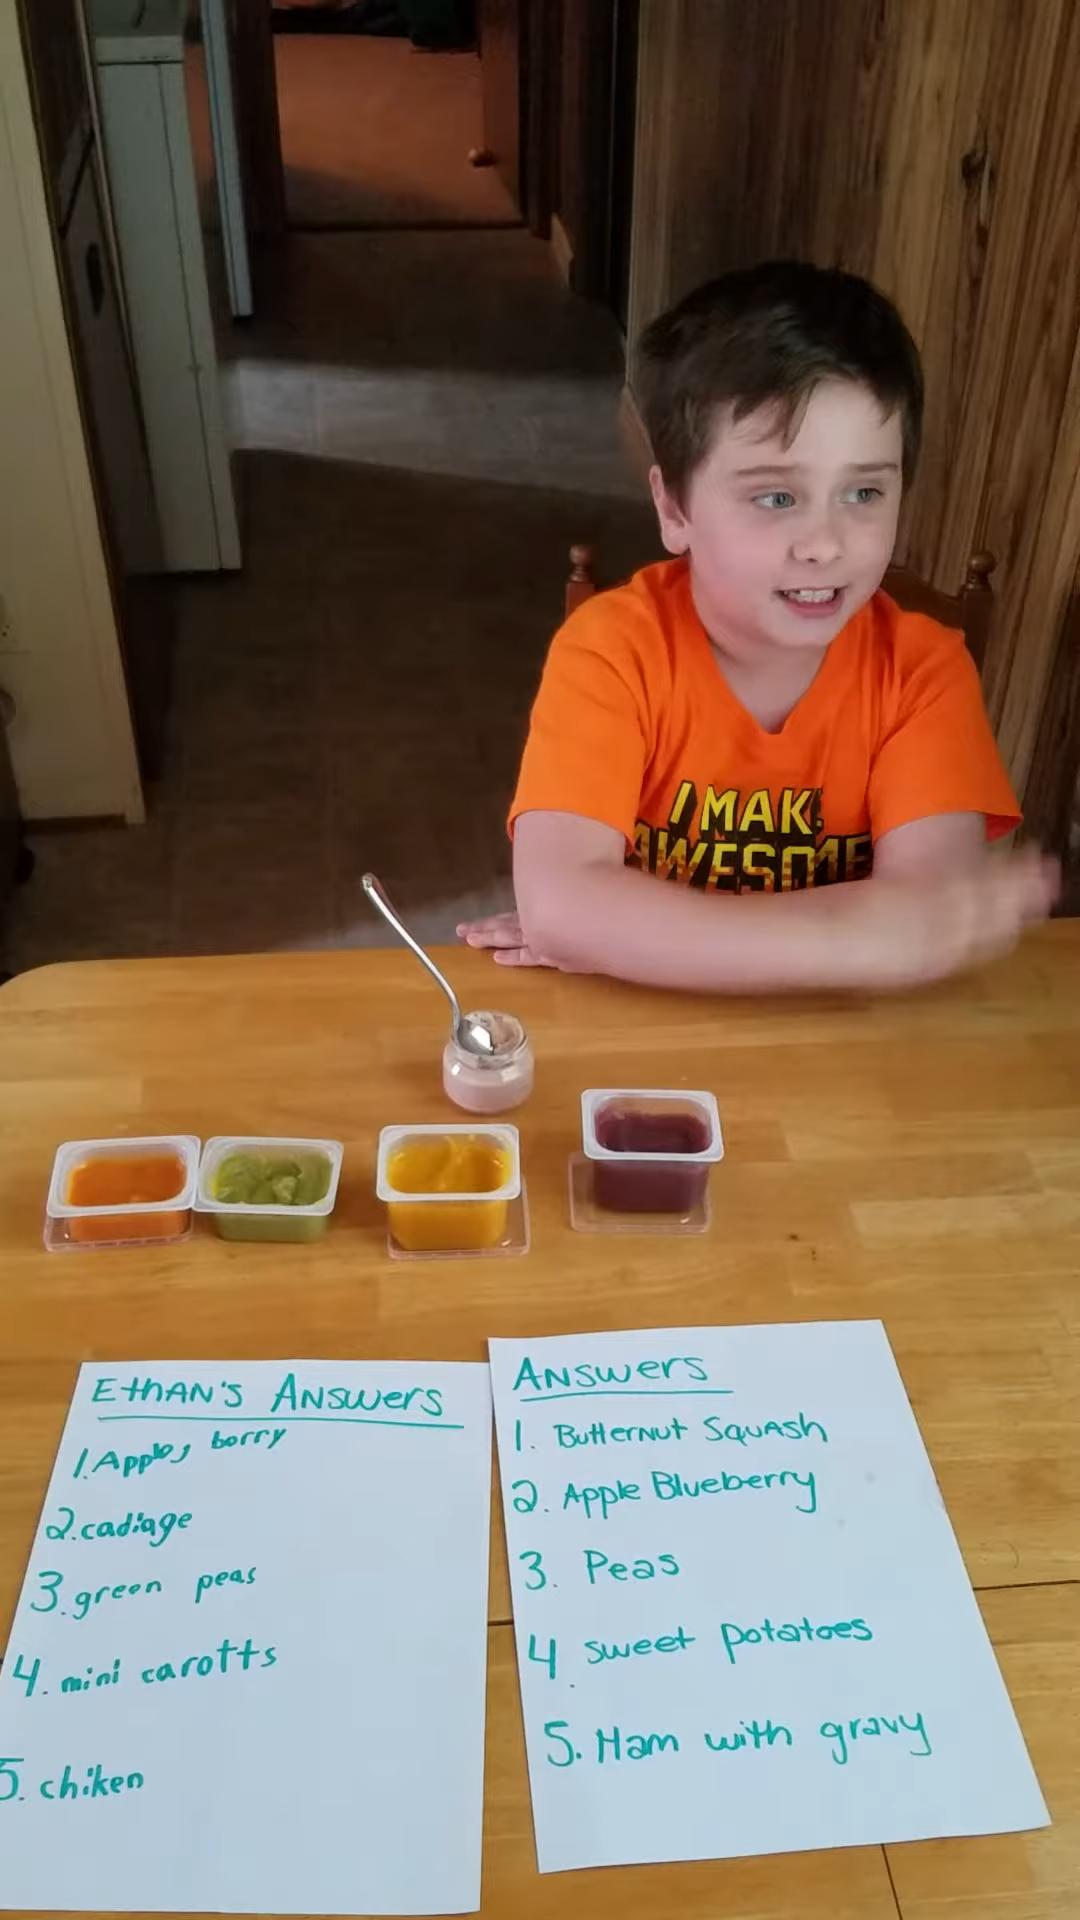 I MAKE
AWESOME
EthAN's Answers
1. Apple, borry
2. cadiage
3. green peas
4. mini carotts
5. chiken
Answers
1. Butternut Squash
2. Apple Blueberry
3. Peas
4. sweet potatoes
5. Ham with gravy